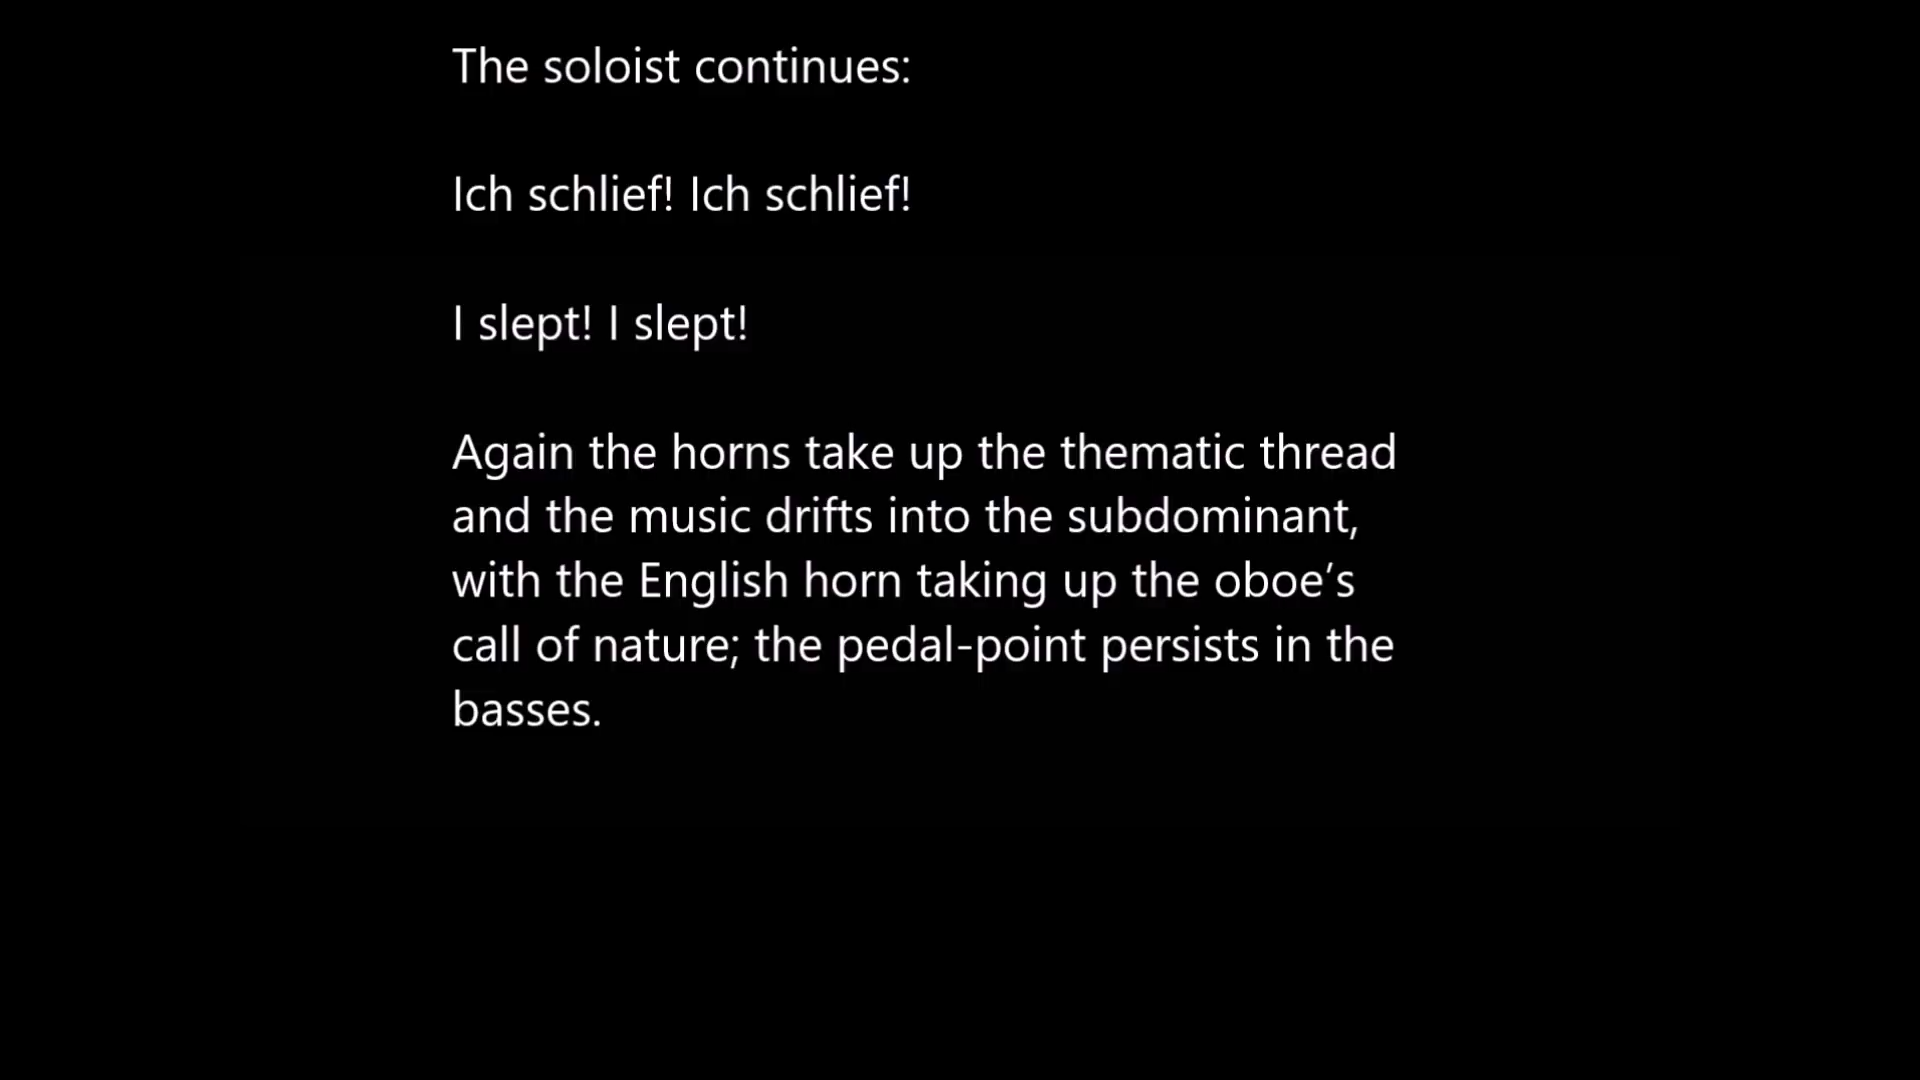 The soloist continues:
Ich schlief! Ich schlief!
I slept! I slept!
Again the horns take up the thematic thread
and the music drifts into the subdominant,
with the English horn taking up the oboe’s
call of nature; the pedal-point persists in the
basses.